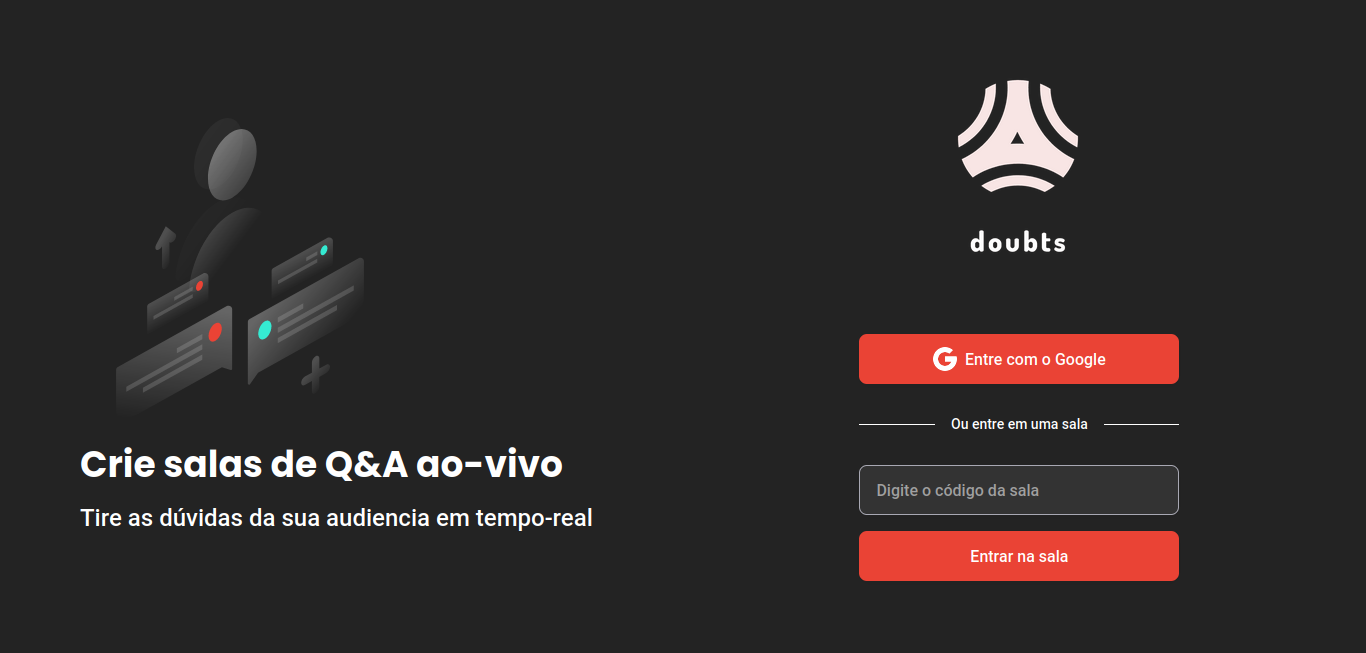 Crie salas de Q&A ao-vivo
Tire as dúvidas da sua audiencia em tempo-real
doubts
Entre com o Google
Ou entre em uma sala
Digite o código da sala
Entrar na sala